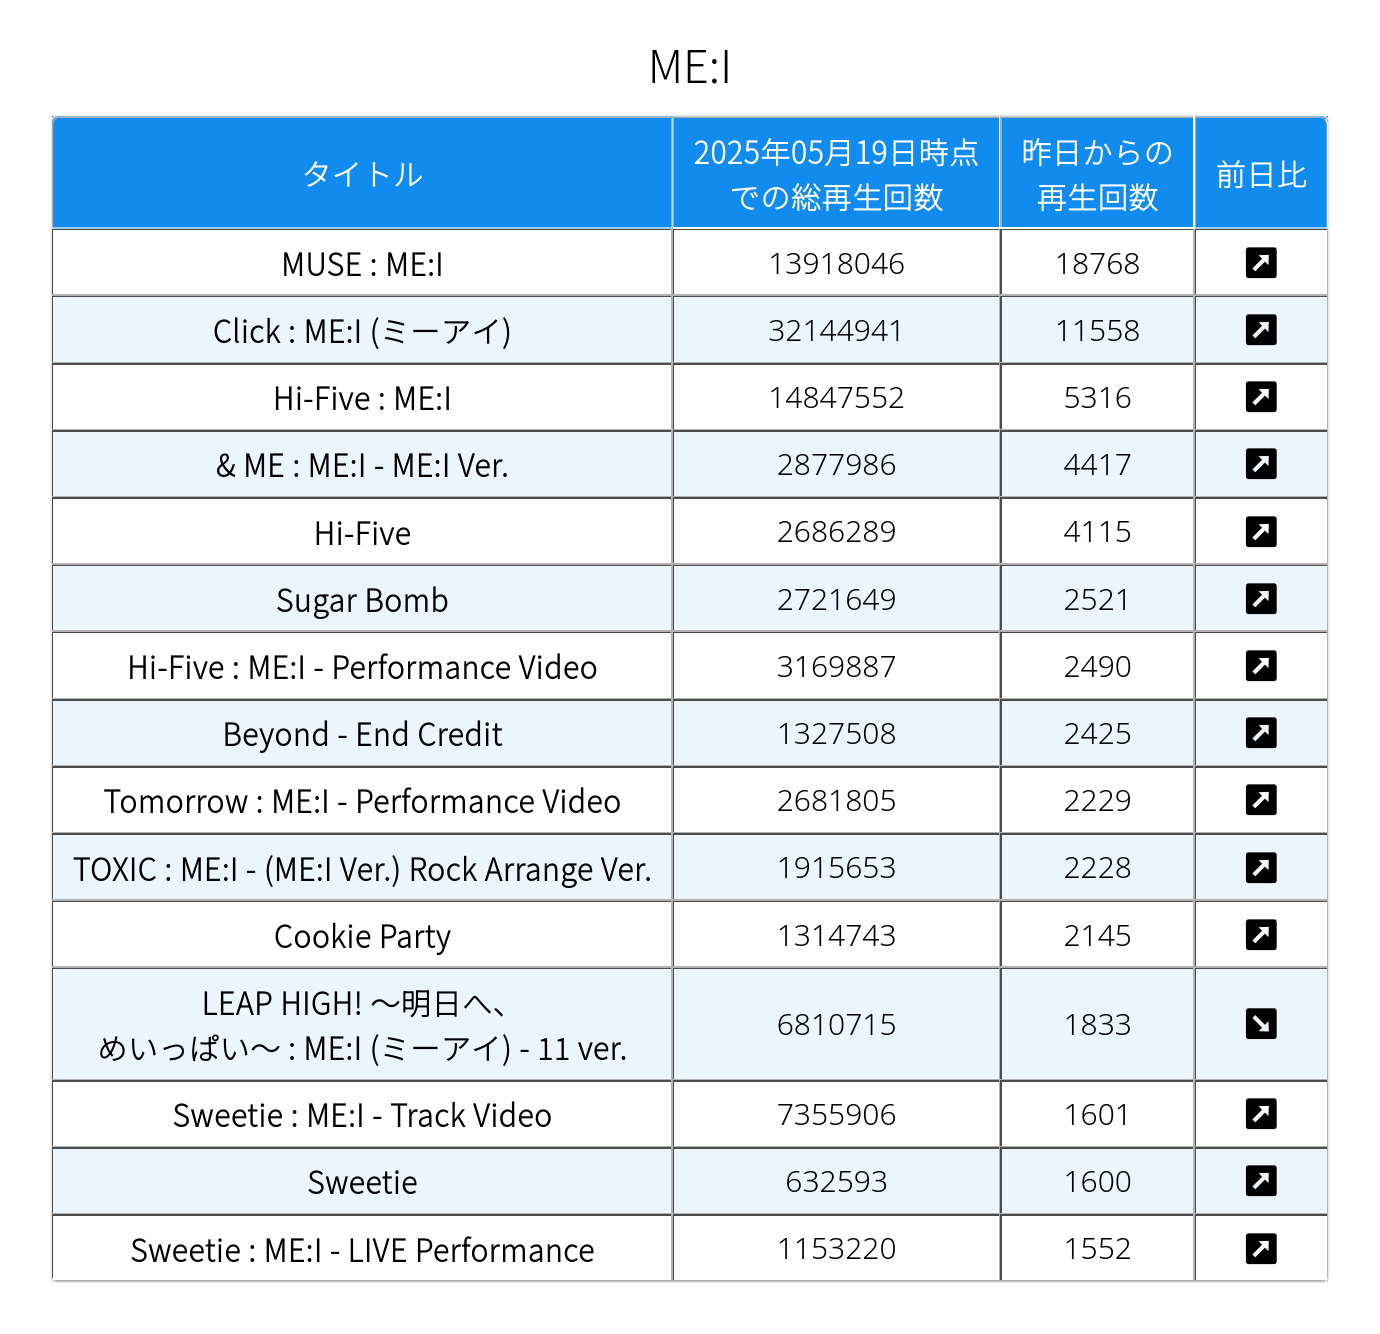 ME:I
タイトル
2025年05月19日時点
での総再生回数
昨日からの
再生回数
前日比
MUSE : ME:I 13918046 18768
Click : ME:I (ミーアイ) 32144941 11558
Hi-Five : ME:I 14847552 5316
& ME : ME:I - ME:I Ver. 2877986 4417
Hi-Five 2686289 4115
Sugar Bomb 2721649 2521
Hi-Five : ME:I - Performance Video 3169887 2490
Beyond - End Credit 1327508 2425
Tomorrow : ME:I - Performance Video 2681805 2229
TOXIC : ME:I - (ME:I Ver.) Rock Arrange Ver. 1915653 2228
Cookie Party 1314743 2145
LEAP HIGH! 〜明日へ、
めいっぱい〜 : ME:I (ミーアイ) - 11 ver. 6810715 1833
Sweetie : ME:I - Track Video 7355906 1601
Sweetie 632593 1600
Sweetie : ME:I - LIVE Performance 1153220 1552